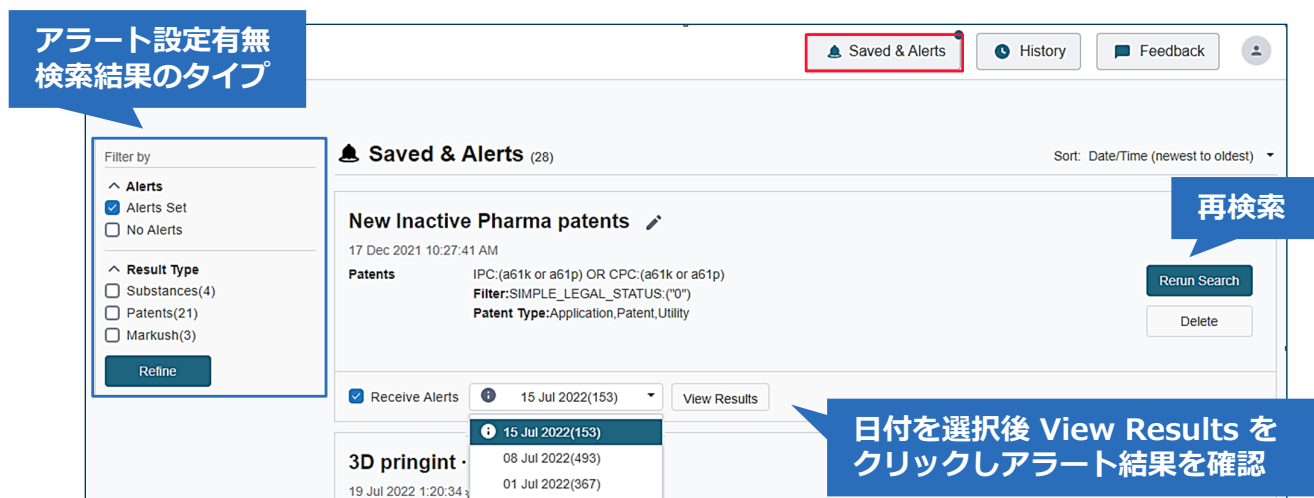 アラート設定有無
検索結果のタイプ
Saved & Alerts
History
Feedback
Filter by
Alerts
Alerts Set
No Alerts
Result Type
Substances(4)
Patents(21)
Markush(3)
Refine
Saved & Alerts (28)
Sort: Date/Time (newest to oldest)
再検索
New Inactive Pharma patents
17 Dec 2021 10:27:41 AM
Patents IPC:(a61k or a61p) OR CPC:(a61k or a61p)
Filter:SIMPLE_LEGAL_STATUS:("0")
Patent Type:Application,Patent,Utility
Rerun Search
Delete
Receive Alerts 15 Jul 2022(153) View Results
15 Jul 2022(153)
08 Jul 2022(493)
01 Jul 2022(367)
日付を選択後 View Results を
クリックしアラート結果を確認
3D pringint
19 Jul 2022 1:20:34